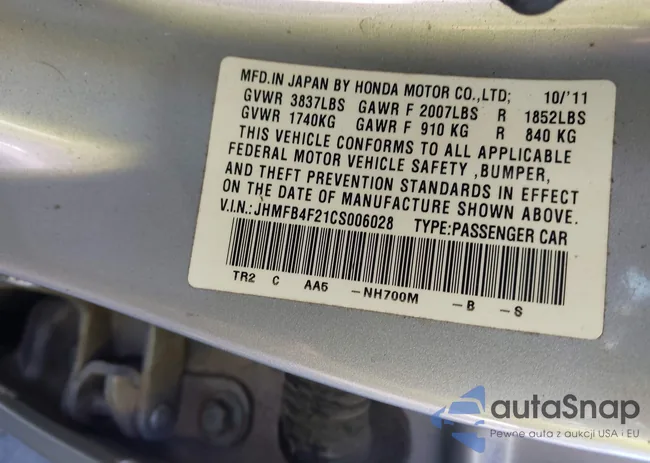 MFD.IN JAPAN BY HONDA MOTOR CO.,LTD; 10/'11
GVWR 3837LBS GAWR F 2007LBS R 1852LBS
GVWR 1740KG GAWR F 910 KG R 840 KG
THIS VEHICLE CONFORMS TO ALL APPLICABLE
FEDERAL MOTOR VEHICLE SAFETY ,BUMPER,
AND THEFT PREVENTION STANDARDS IN EFFECT
ON THE DATE OF MANUFACTURE SHOWN ABOVE.
V.I.N.:JHMFB4F21CS006028 TYPE:PASSENGER CAR
TR2 C AA5 -NH700M -B -S
autoSnap
Pewne auta z aukcji USA i EU